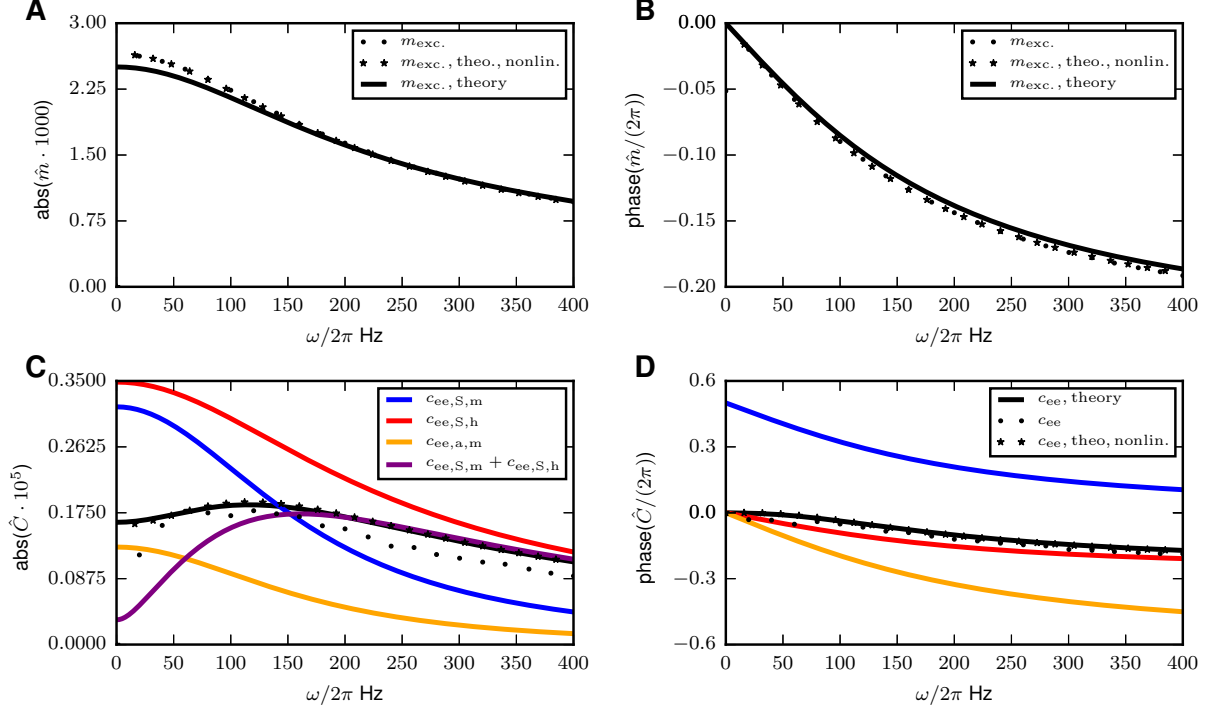 A
3.00
2.25
1.50
0.75
0.00
abs(m̂ · 1000)
m_exc.
m_exc., theo., nonlin.
m_exc., theory
0 50 100 150 200 250 300 350 400
ω/2π Hz
B
0.00
−0.05
−0.10
−0.15
−0.20
phase(m̂/(2π))
m_exc.
m_exc., theo., nonlin.
m_exc., theory
0 50 100 150 200 250 300 350 400
ω/2π Hz
C
0.3500
0.2625
0.1750
0.0875
0.0000
abs(Ĉ · 10^5)
c_ee,S,m
c_ee,S,h
c_ee,a,m
c_ee,S,m + c_ee,S,h
0 50 100 150 200 250 300 350 400
ω/2π Hz
D
0.6
0.3
0.0
−0.3
−0.6
phase(Ĉ/(2π))
c_ee, theory
c_ee
c_ee, theo, nonlin.
0 50 100 150 200 250 300 350 400
ω/2π Hz